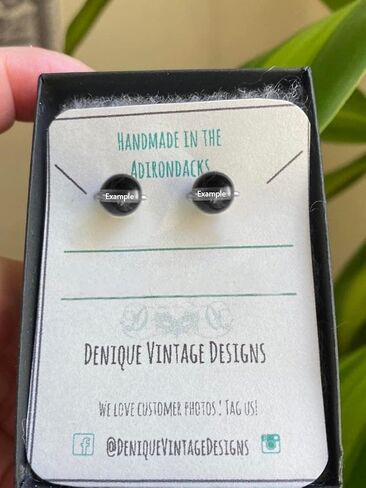 HANDMADE IN THE
ADIRONDACKS
Example
Example
DENIQUE VINTAGE DESIGNS
WE LOVE CUSTOMER PHOTOS! TAG US!
f @DENIQUEVINTAGEDESIGNS